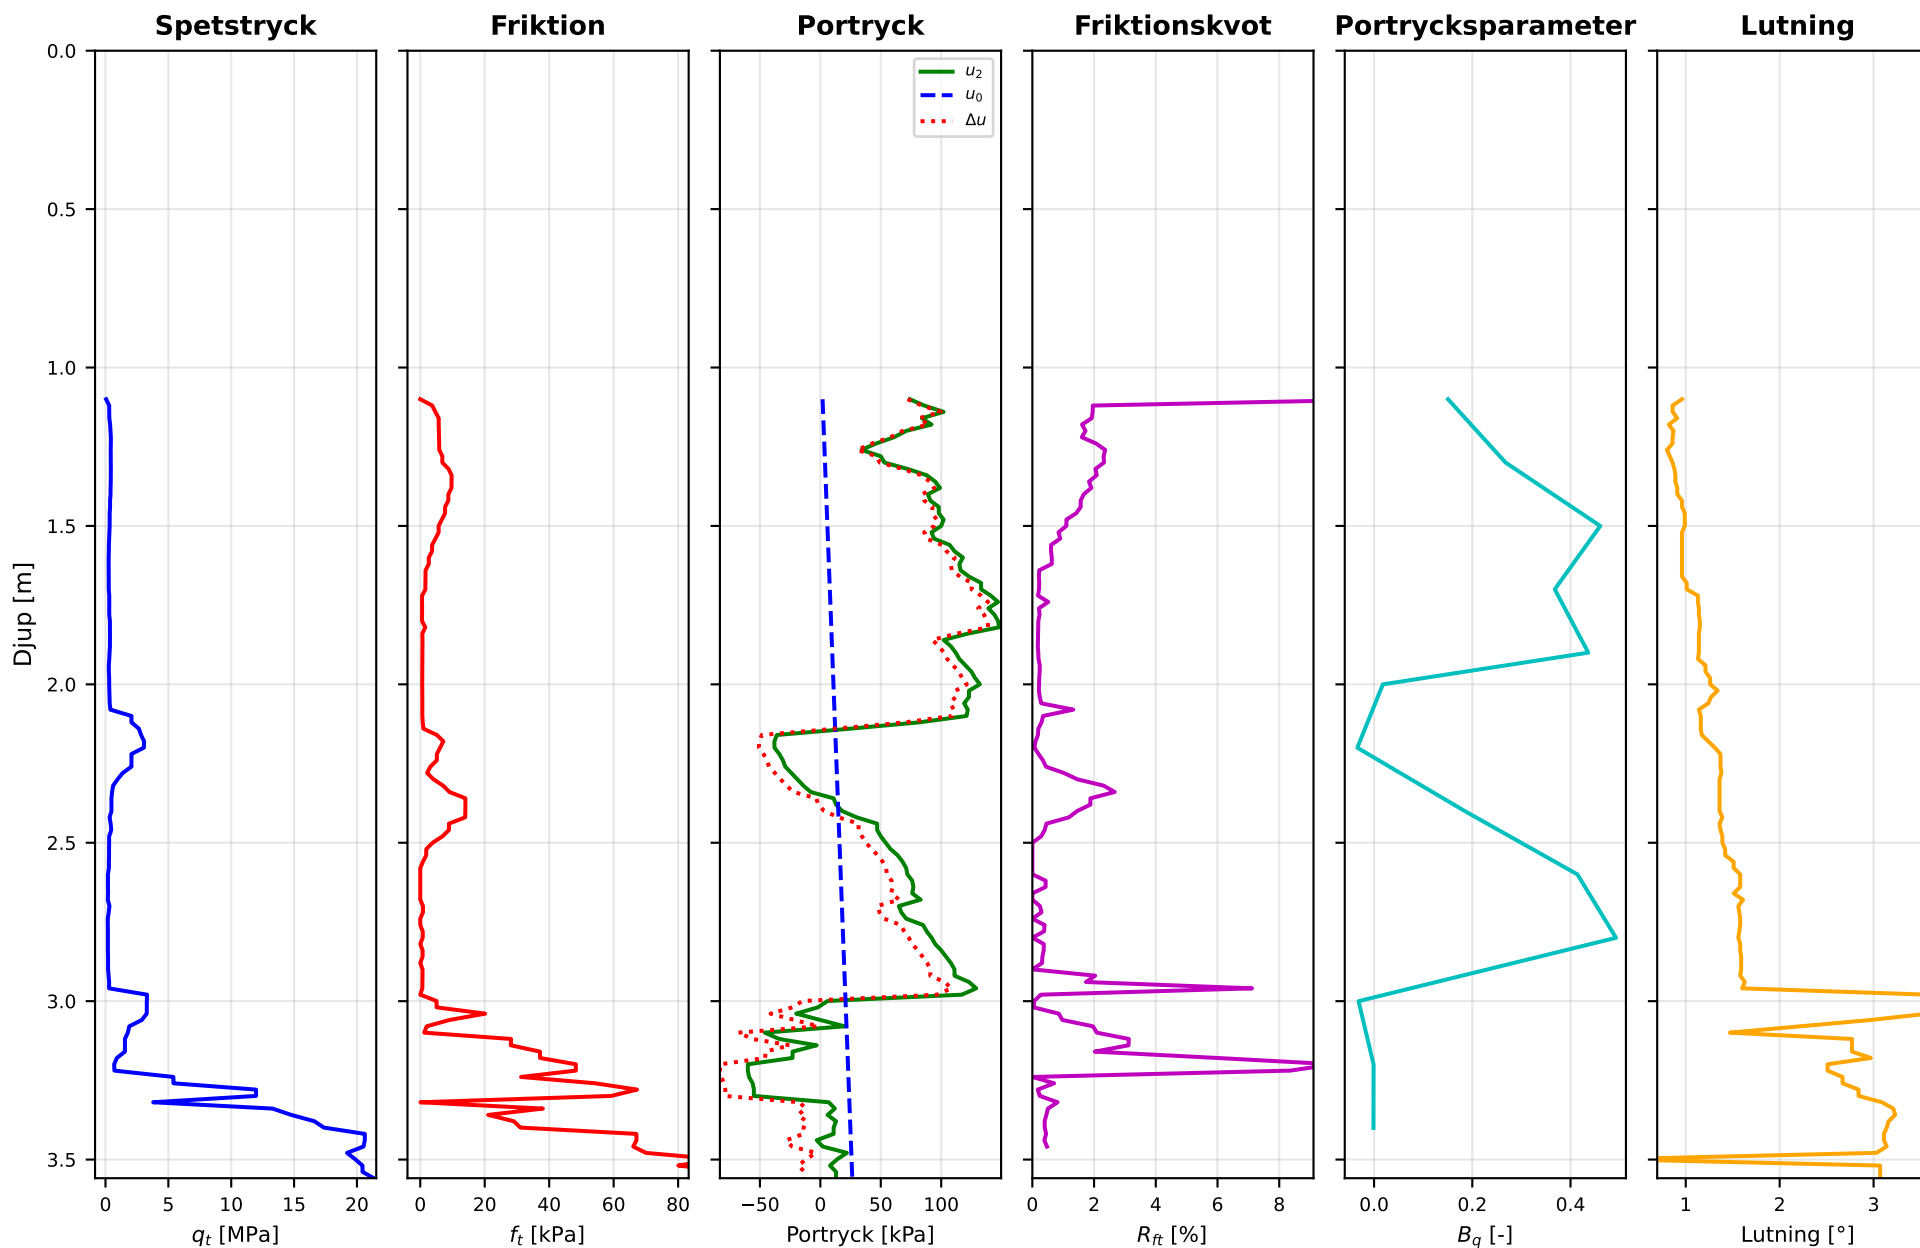 Spetstryck Friktion Portryck Friktionskvot Portrycksparameter Lutning
u₂
u₀
Δu
0.0
0.5
1.0
1.5
2.0
2.5
3.0
3.5
Djup [m]
0 5 10 15 20 0 20 40 60 80 −50 0 50 100 0 2 4 6 8 0.0 0.2 0.4 1 2 3
qₜ [MPa] fₜ [kPa] Portryck [kPa] R_ft [%] B_q [-] Lutning [°]